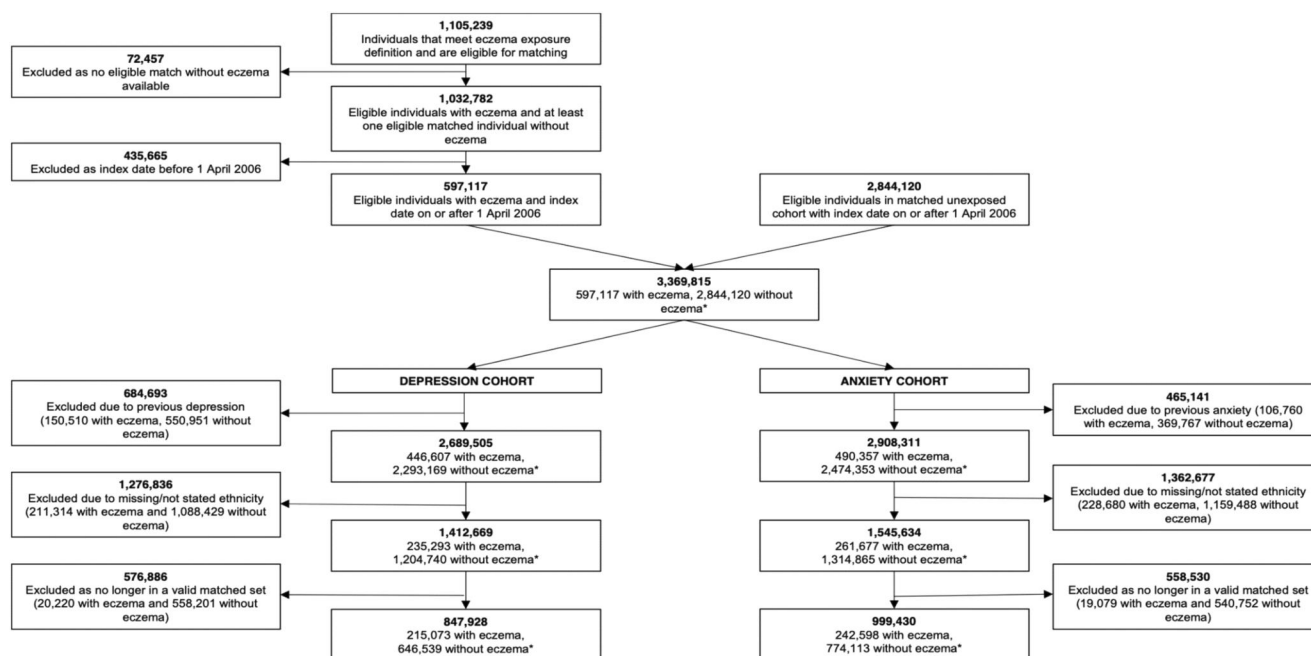 1,105,239
Individuals that meet eczema exposure
definition and are eligible for matching
72,457
Excluded as no eligible match without eczema
available
1,032,782
Eligible individuals with eczema and at least
one eligible matched individual without
eczema
435,665
Excluded as index date before 1 April 2006
597,117
Eligible individuals with eczema and index
date on or after 1 April 2006
2,844,120
Eligible individuals in matched unexposed
cohort with index date on or after 1 April 2006
3,369,815
597,117 with eczema, 2,844,120 without
eczema*
DEPRESSION COHORT
684,693
Excluded due to previous depression
(150,510 with eczema, 550,951 without
eczema)
2,689,505
446,607 with eczema,
2,293,169 without eczema*
1,276,836
Excluded due to missing/not stated ethnicity
(211,314 with eczema and 1,088,429 without
eczema)
1,412,669
235,293 with eczema,
1,204,740 without eczema*
576,886
Excluded as no longer in a valid matched set
(20,220 with eczema and 558,201 without
eczema)
847,928
215,073 with eczema,
646,539 without eczema*
ANXIETY COHORT
465,141
Excluded due to previous anxiety (106,760
with eczema, 369,767 without eczema)
2,908,311
490,357 with eczema,
2,474,353 without eczema*
1,362,677
Excluded due to missing/not stated ethnicity
(228,680 with eczema, 1,159,488 without
eczema)
1,545,634
261,677 with eczema,
1,314,865 without eczema*
558,530
Excluded as no longer in a valid matched set
(19,079 with eczema and 540,752 without
eczema)
999,430
242,598 with eczema,
774,113 without eczema*